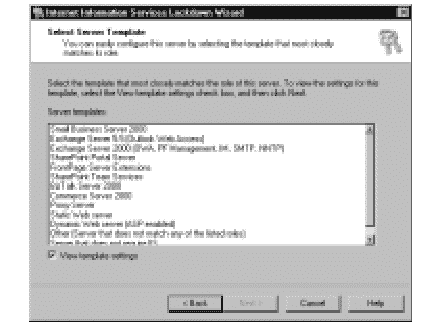 Internet Information Services Lockdown Wizard
Select Server Template
You can easily configure this server by selecting the template that most closely
matches its role.
Select the template that most closely matches the role of this server. To view the settings for this
template, select the View template settings check box, and then click Next.
Server templates:
Small Business Server 2000
Exchange Server 5.5 (Outlook Web Access)
Exchange Server 2000 (OWA, PF Management, IM, SMTP, NNTP)
SharePoint Portal Server
FrontPage Server Extensions
SharePoint Team Services
BizTalk Server 2000
Commerce Server 2000
Proxy Server
Static Web server
Dynamic Web server (ASP enabled)
Other (Server that does not match any of the listed roles)
Server that does not require IIS
View template settings
< Back
Next >
Cancel
Help